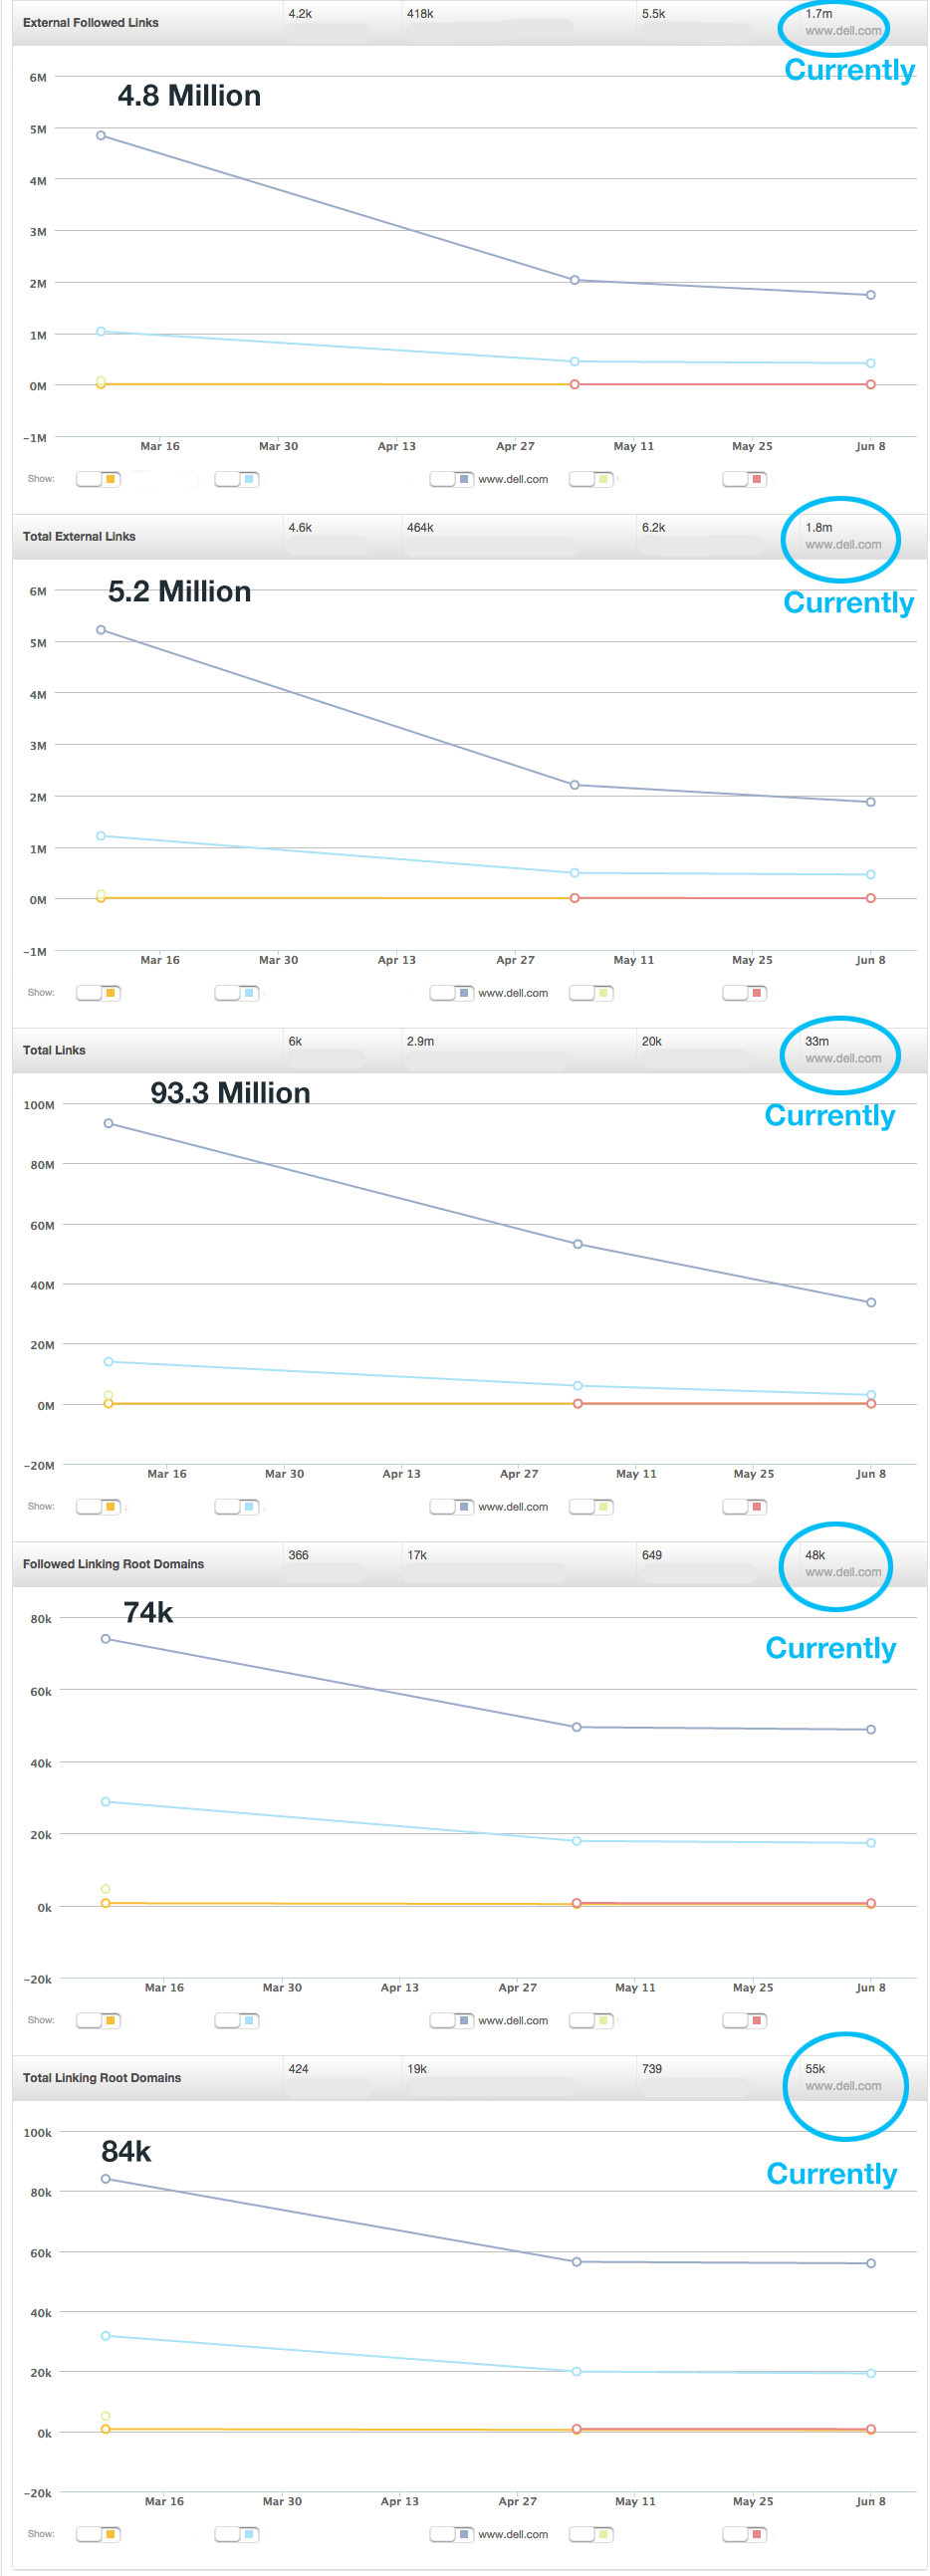 External Followed Links 4.2k 418k 5.5k 1.7m
www.dell.com
Currently
4.8 Million
6M
5M
4M
3M
2M
1M
0M
-1M
Mar 16 Mar 30 Apr 13 Apr 27 May 11 May 25 Jun 8
Show: www.dell.com
Total External Links 4.6k 464k 6.2k 1.8m
www.dell.com
Currently
5.2 Million
6M
5M
4M
3M
2M
1M
0M
-1M
Mar 16 Mar 30 Apr 13 Apr 27 May 11 May 25 Jun 8
Show: www.dell.com
Total Links 6k 2.9m 20k 33m
www.dell.com
Currently
93.3 Million
100M
80M
60M
40M
20M
0M
-20M
Mar 16 Mar 30 Apr 13 Apr 27 May 11 May 25 Jun 8
Show: www.dell.com
Followed Linking Root Domains 366 17k 649 48k
www.dell.com
74k
Currently
80k
60k
40k
20k
0k
-20k
Mar 16 Mar 30 Apr 13 Apr 27 May 11 May 25 Jun 8
Show: www.dell.com
Total Linking Root Domains 424 19k 739 55k
www.dell.com
100k
84k
Currently
80k
60k
40k
20k
0k
-20k
Mar 16 Mar 30 Apr 13 Apr 27 May 11 May 25 Jun 8
Show: www.dell.com